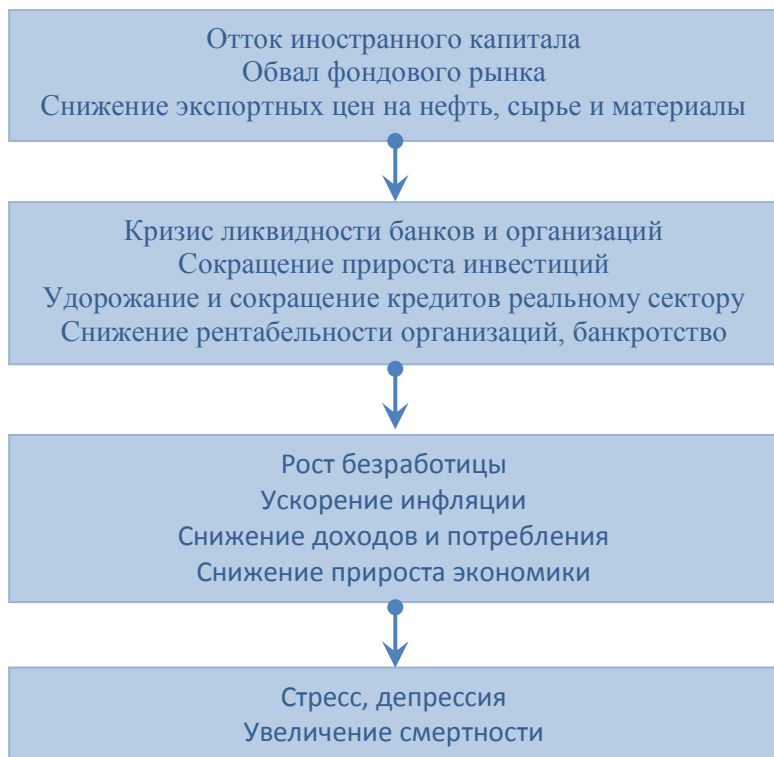 Отток иностранного капитала
Обвал фондового рынка
Снижение экспортных цен на нефть, сырье и материалы
Кризис ликвидности банков и организаций
Сокращение прироста инвестиций
Удорожание и сокращение кредитов реальному сектору
Снижение рентабельности организаций, банкротство
Рост безработицы
Ускорение инфляции
Снижение доходов и потребления
Снижение прироста экономики
Стресс, депрессия
Увеличение смертности